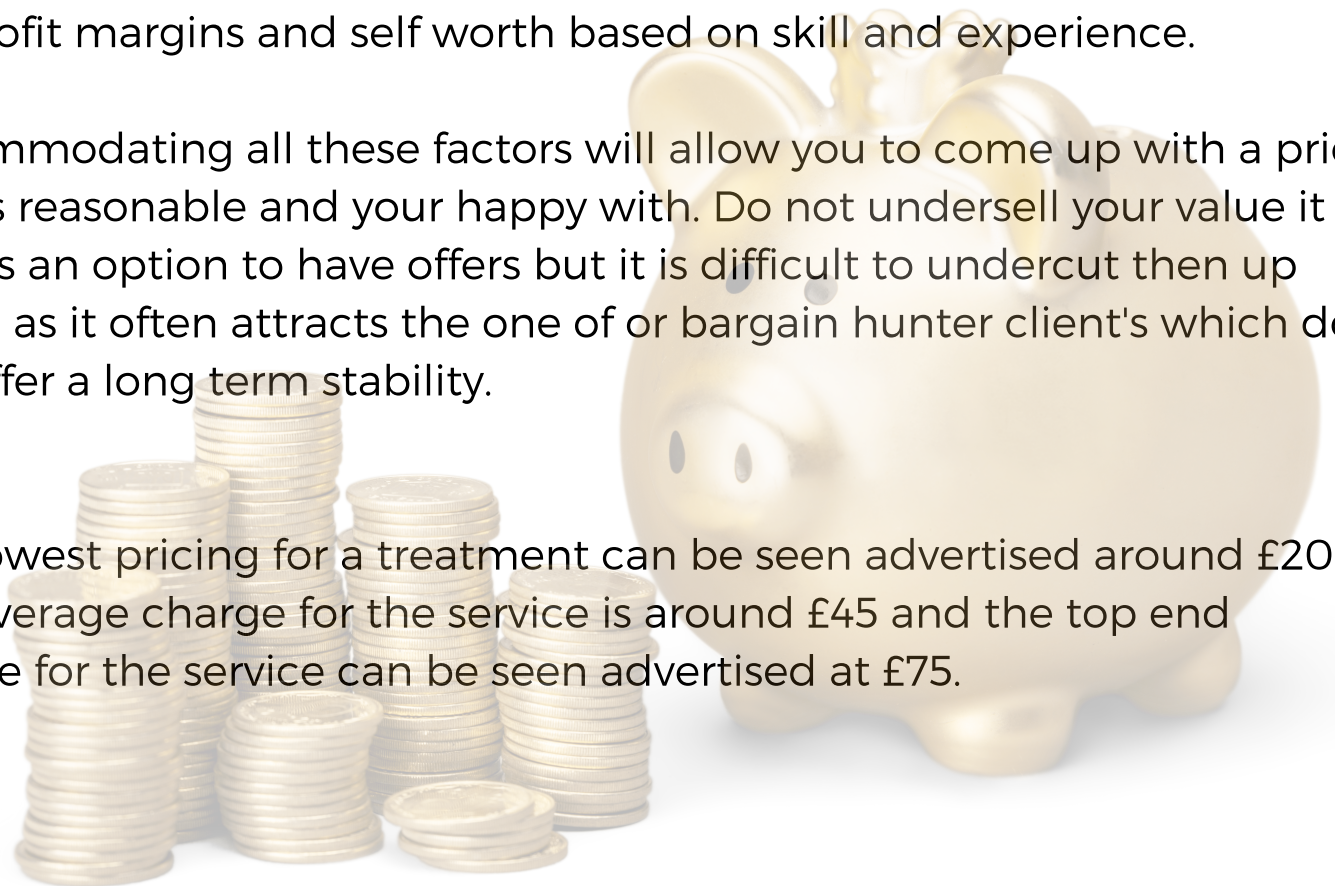 ofit margins and self worth based on skill and experience.
mmodating all these factors will allow you to come up with a pri
s reasonable and your happy with. Do not undersell your value it
s an option to have offers but it is difficult to undercut then up
as it often attracts the one of or bargain hunter client's which d
ffer a long term stability.
owest pricing for a treatment can be seen advertised around £20
verage charge for the service is around £45 and the top end
e for the service can be seen advertised at £75.